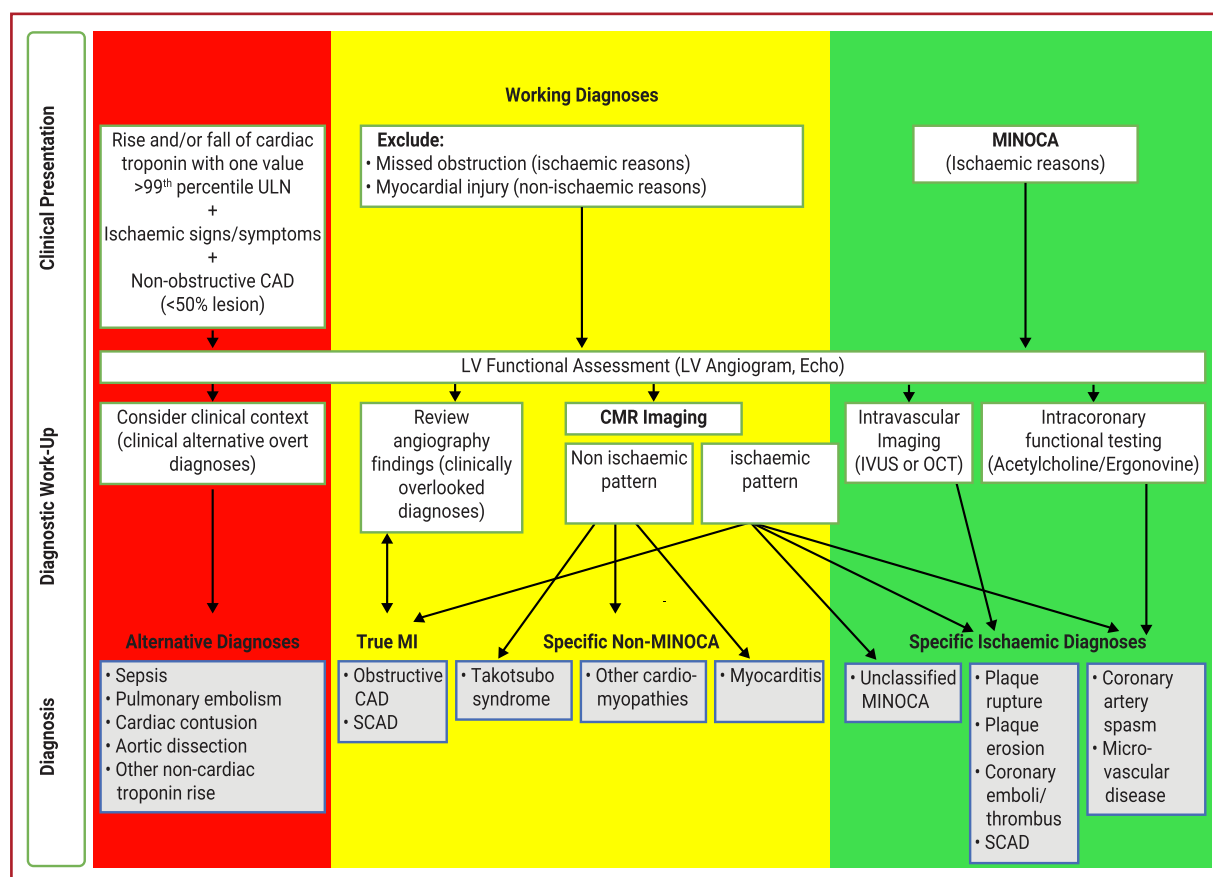 Clinical Presentation
Working Diagnoses
Rise and/or fall of cardiac
troponin with one value
>99th percentile ULN
+
Ischaemic signs/symptoms
+
Non-obstructive CAD
(<50% lesion)
Exclude:
• Missed obstruction (ischaemic reasons)
• Myocardial injury (non-ischaemic reasons)
MINOCA
(Ischaemic reasons)
LV Functional Assessment (LV Angiogram, Echo)
Diagnostic Work-Up
Consider clinical context
(clinical alternative overt
diagnoses)
Review
angiography
findings (clinically
overlooked
diagnoses)
CMR Imaging
Non ischaemic
pattern
ischaemic
pattern
Intravascular
Imaging
(IVUS or OCT)
Intracoronary
functional testing
(Acetylcholine/Ergonovine)
Diagnosis
Alternative Diagnoses
• Sepsis
• Pulmonary embolism
• Cardiac contusion
• Aortic dissection
• Other non-cardiac
troponin rise
True MI
• Obstructive
CAD
• SCAD
Specific Non-MINOCA
• Takotsubo
syndrome
• Other cardio-
myopathies
• Myocarditis
Specific Ischaemic Diagnoses
• Unclassified
MINOCA
• Plaque
rupture
• Plaque
erosion
• Coronary
emboli/
thrombus
• SCAD
• Coronary
artery
spasm
• Micro-
vascular
disease